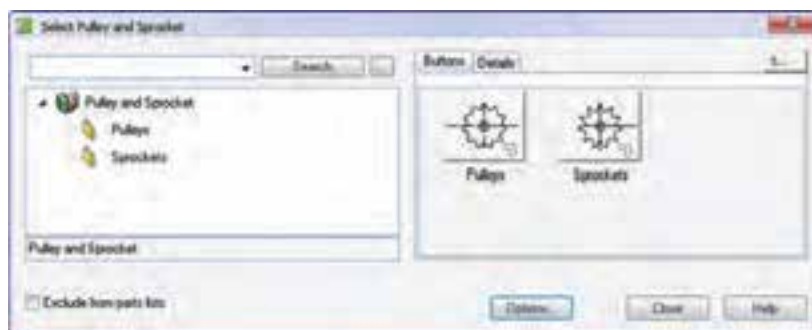 Select Pulley and Sprocket
Search
Buttons Details
Pulley and Sprocket
Pulleys
Sprockets
Pulleys Sprockets
Pulley and Sprocket
Exclude from parts lists
Options... Close Help